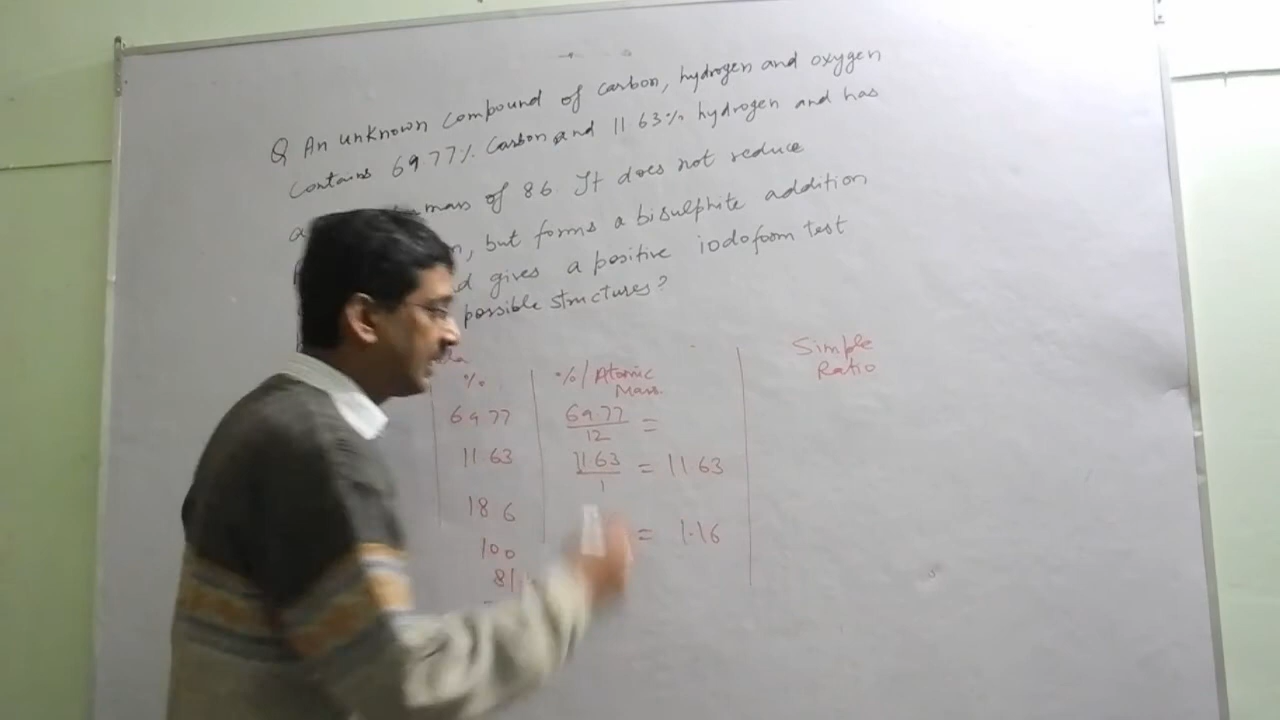 Q An unknown compound of carbon, hydrogen and oxygen
contains 69.77% Carbon and 11.63% hydrogen and has
a mass of 86. It does not reduce
but forms a bisulphite addition
gives a positive iodoform test
possible structures?
% %/Atomic Mass. Simple Ratio
69.77 69.77/12 =
11.63 11.63/1 = 11.63
18.6 = 1.16
100
81